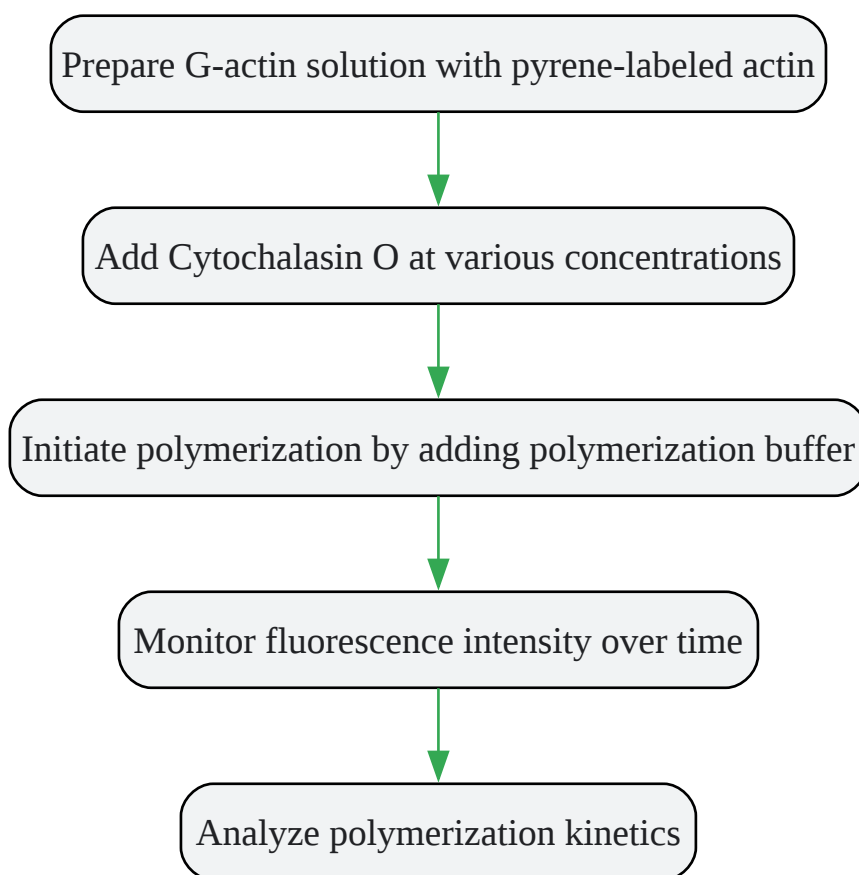 Prepare G-actin solution with pyrene-labeled actin
Add Cytochalasin O at various concentrations
Initiate polymerization by adding polymerization buffer
Monitor fluorescence intensity over time
Analyze polymerization kinetics